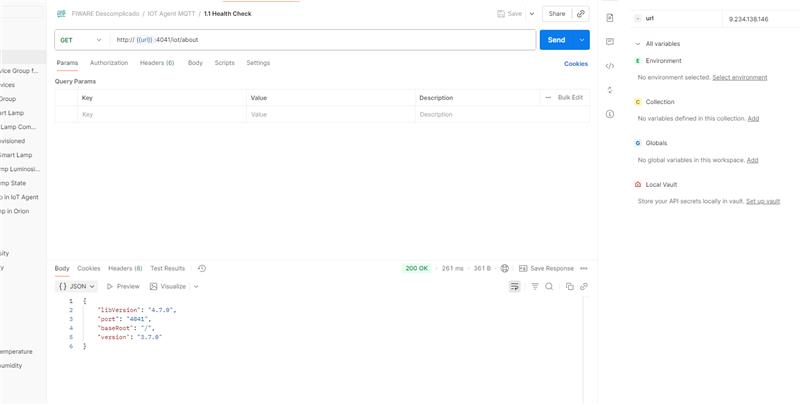 FIWARE Descomplicado / IOT Agent MQTT / 1.1 Health Check
Save
Share
url
9.234.138.146
GET
http:// {{url}} :4041/iot/about
Send
All variables
Params Authorization Headers (6) Body Scripts Settings
Cookies
Environment
No environment selected. Select environment
Query Params
Key Value Description Bulk Edit
Key Value Description
Collection
No variables defined in this collection. Add
Globals
No global variables in this workspace. Add
Local Vault
Store your API secrets locally in vault. Set up vault
vice Group f...
vices
Group
art Lamp
Lamp Com...
visioned
Smart Lamp
mp Luminosi...
mp State
p in IoT Agent
p in Orion
sity
y
emperature
umidity
Body Cookies Headers (8) Test Results
200 OK 261 ms 361 B Save Response
{} JSON Preview Visualize
1 {
2 "libVersion": "4.7.0",
3 "port": "4041",
4 "baseRoot": "/",
5 "version": "3.7.0"
6 }